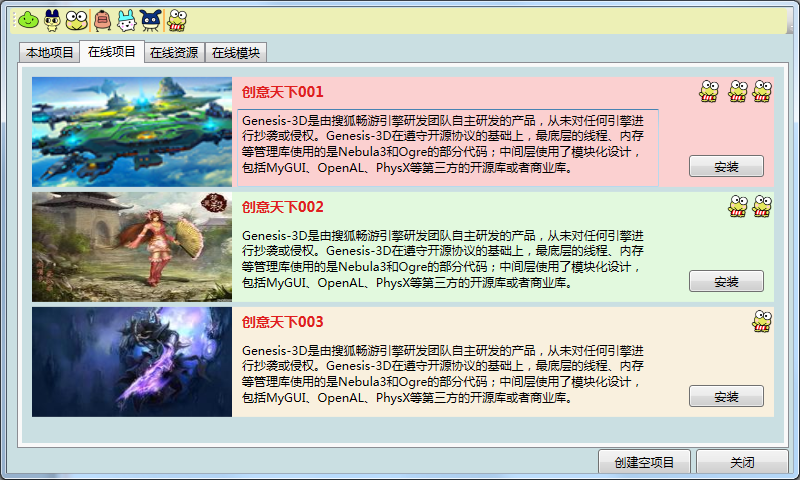 本地项目 在线项目 在线资源 在线模块
创意天下001
Genesis-3D是由搜狐畅游引擎研发团队自主研发的产品，从未对任何引擎进
行抄袭或侵权。Genesis-3D在遵守开源协议的基础上，最底层的线程、内存
等管理库使用的是Nebula3和Ogre的部分代码；中间层使用了模块化设计，
包括MyGUI、OpenAL、PhysX等第三方的开源库或者商业库。
安装
创意天下002
Genesis-3D是由搜狐畅游引擎研发团队自主研发的产品，从未对任何引擎进
行抄袭或侵权。Genesis-3D在遵守开源协议的基础上，最底层的线程、内存
等管理库使用的是Nebula3和Ogre的部分代码；中间层使用了模块化设计，
包括MyGUI、OpenAL、PhysX等第三方的开源库或者商业库。
安装
创意天下003
Genesis-3D是由搜狐畅游引擎研发团队自主研发的产品，从未对任何引擎进
行抄袭或侵权。Genesis-3D在遵守开源协议的基础上，最底层的线程、内存
等管理库使用的是Nebula3和Ogre的部分代码；中间层使用了模块化设计，
包括MyGUI、OpenAL、PhysX等第三方的开源库或者商业库。
安装
创建空项目 关闭